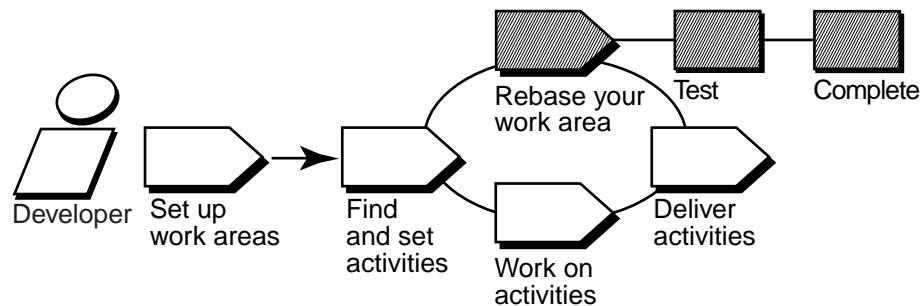 Developer
Set up
work areas
Find
and set
activities
Rebase your
work area
Work on
activities
Deliver
activities
Test
Complete